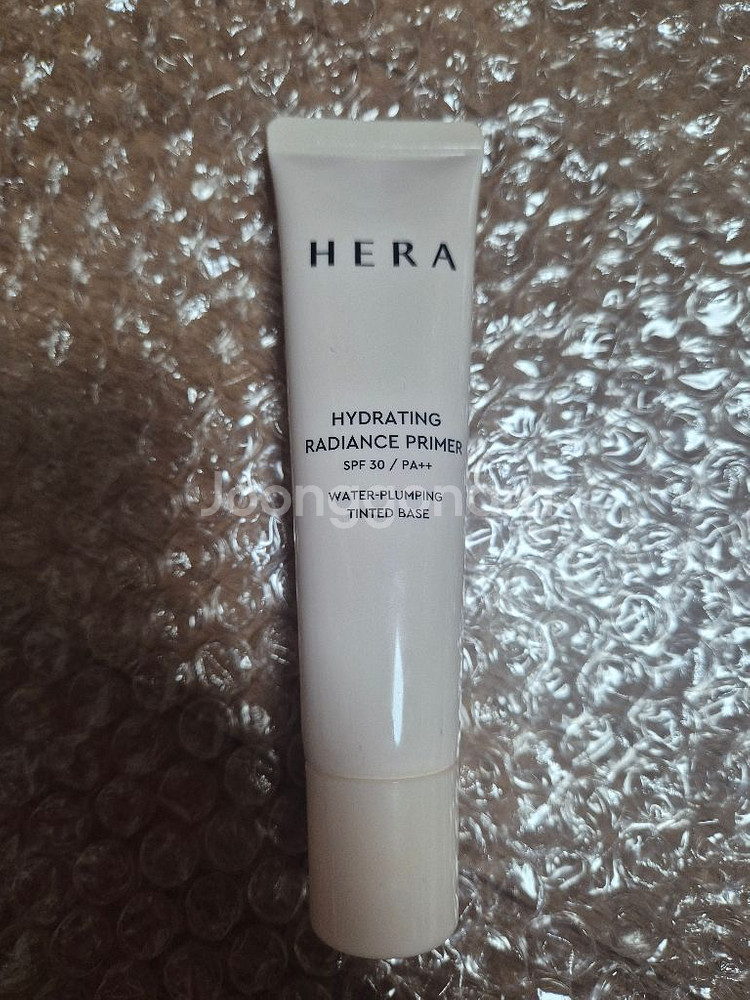 HERA
HYDRATING
RADIANCE PRIMER
SPF 30 / PA++
WATER-PLUMPING
TINTED BASE